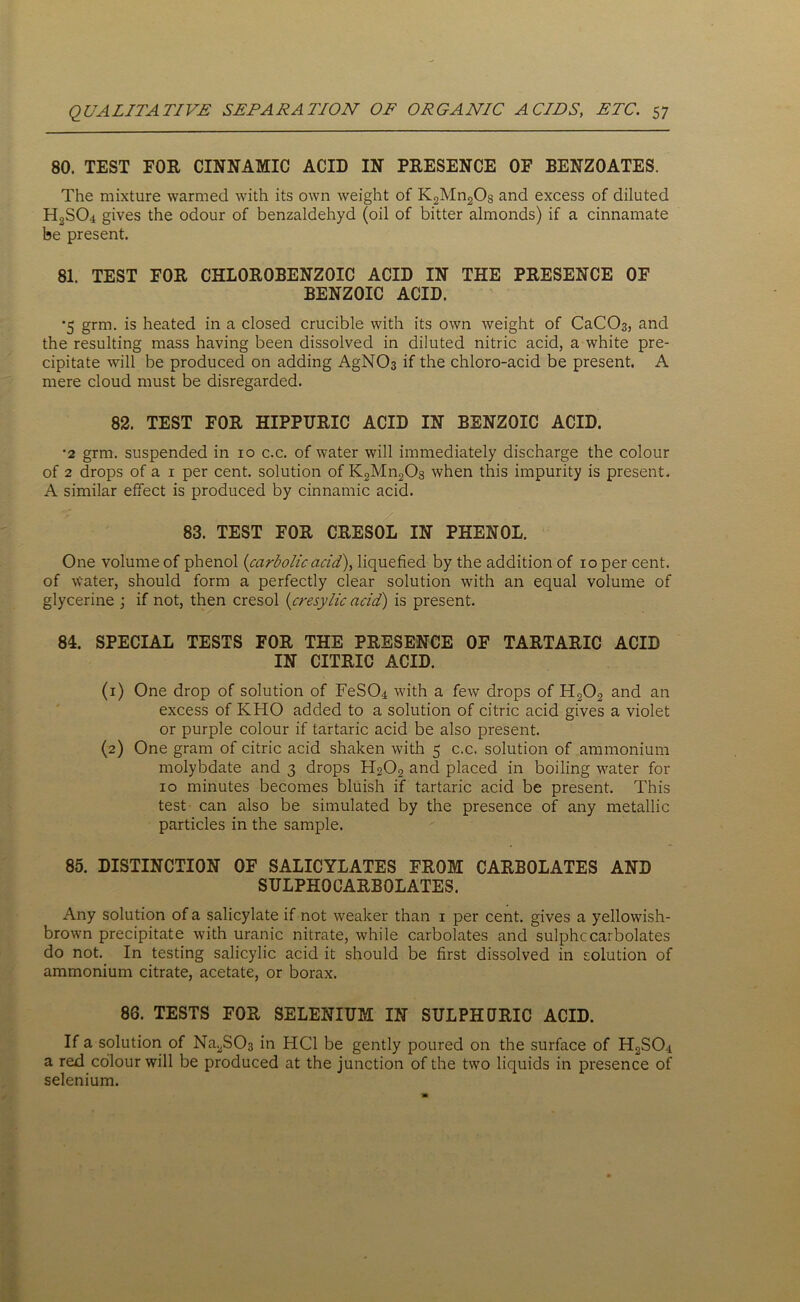 QUALITATIVE SEPARATION OF ORGANIC ACIDS, ETC. 57
80. TEST FOR CINNAMIC ACID IN PRESENCE OF BENZOATES.
The mixture warmed with its own weight of K₂Mn₂O₈ and excess of diluted
H₂SO₄ gives the odour of benzaldehyd (oil of bitter almonds) if a cinnamate
be present.
81. TEST FOR CHLOROBENZOIC ACID IN THE PRESENCE OF
BENZOIC ACID.
·5 grm. is heated in a closed crucible with its own weight of CaCO₃, and
the resulting mass having been dissolved in diluted nitric acid, a white pre-
cipitate will be produced on adding AgNO₃ if the chloro-acid be present. A
mere cloud must be disregarded.
82. TEST FOR HIPPURIC ACID IN BENZOIC ACID.
·2 grm. suspended in 10 c.c. of water will immediately discharge the colour
of 2 drops of a 1 per cent. solution of K₂Mn₂O₈ when this impurity is present.
A similar effect is produced by cinnamic acid.
83. TEST FOR CRESOL IN PHENOL.
One volume of phenol (carbolic acid), liquefied by the addition of 10 per cent.
of water, should form a perfectly clear solution with an equal volume of
glycerine ; if not, then cresol (cresylic acid) is present.
84. SPECIAL TESTS FOR THE PRESENCE OF TARTARIC ACID
IN CITRIC ACID.
(1) One drop of solution of FeSO₄ with a few drops of H₂O₂ and an
excess of KHO added to a solution of citric acid gives a violet
or purple colour if tartaric acid be also present.
(2) One gram of citric acid shaken with 5 c.c. solution of ammonium
molybdate and 3 drops H₂O₂ and placed in boiling water for
10 minutes becomes bluish if tartaric acid be present. This
test can also be simulated by the presence of any metallic
particles in the sample.
85. DISTINCTION OF SALICYLATES FROM CARBOLATES AND
SULPHOCARBOLATES.
Any solution of a salicylate if not weaker than 1 per cent. gives a yellowish-
brown precipitate with uranic nitrate, while carbolates and sulphocarbolates
do not. In testing salicylic acid it should be first dissolved in solution of
ammonium citrate, acetate, or borax.
86. TESTS FOR SELENIUM IN SULPHURIC ACID.
If a solution of Na₂SO₃ in HCl be gently poured on the surface of H₂SO₄
a red colour will be produced at the junction of the two liquids in presence of
selenium.